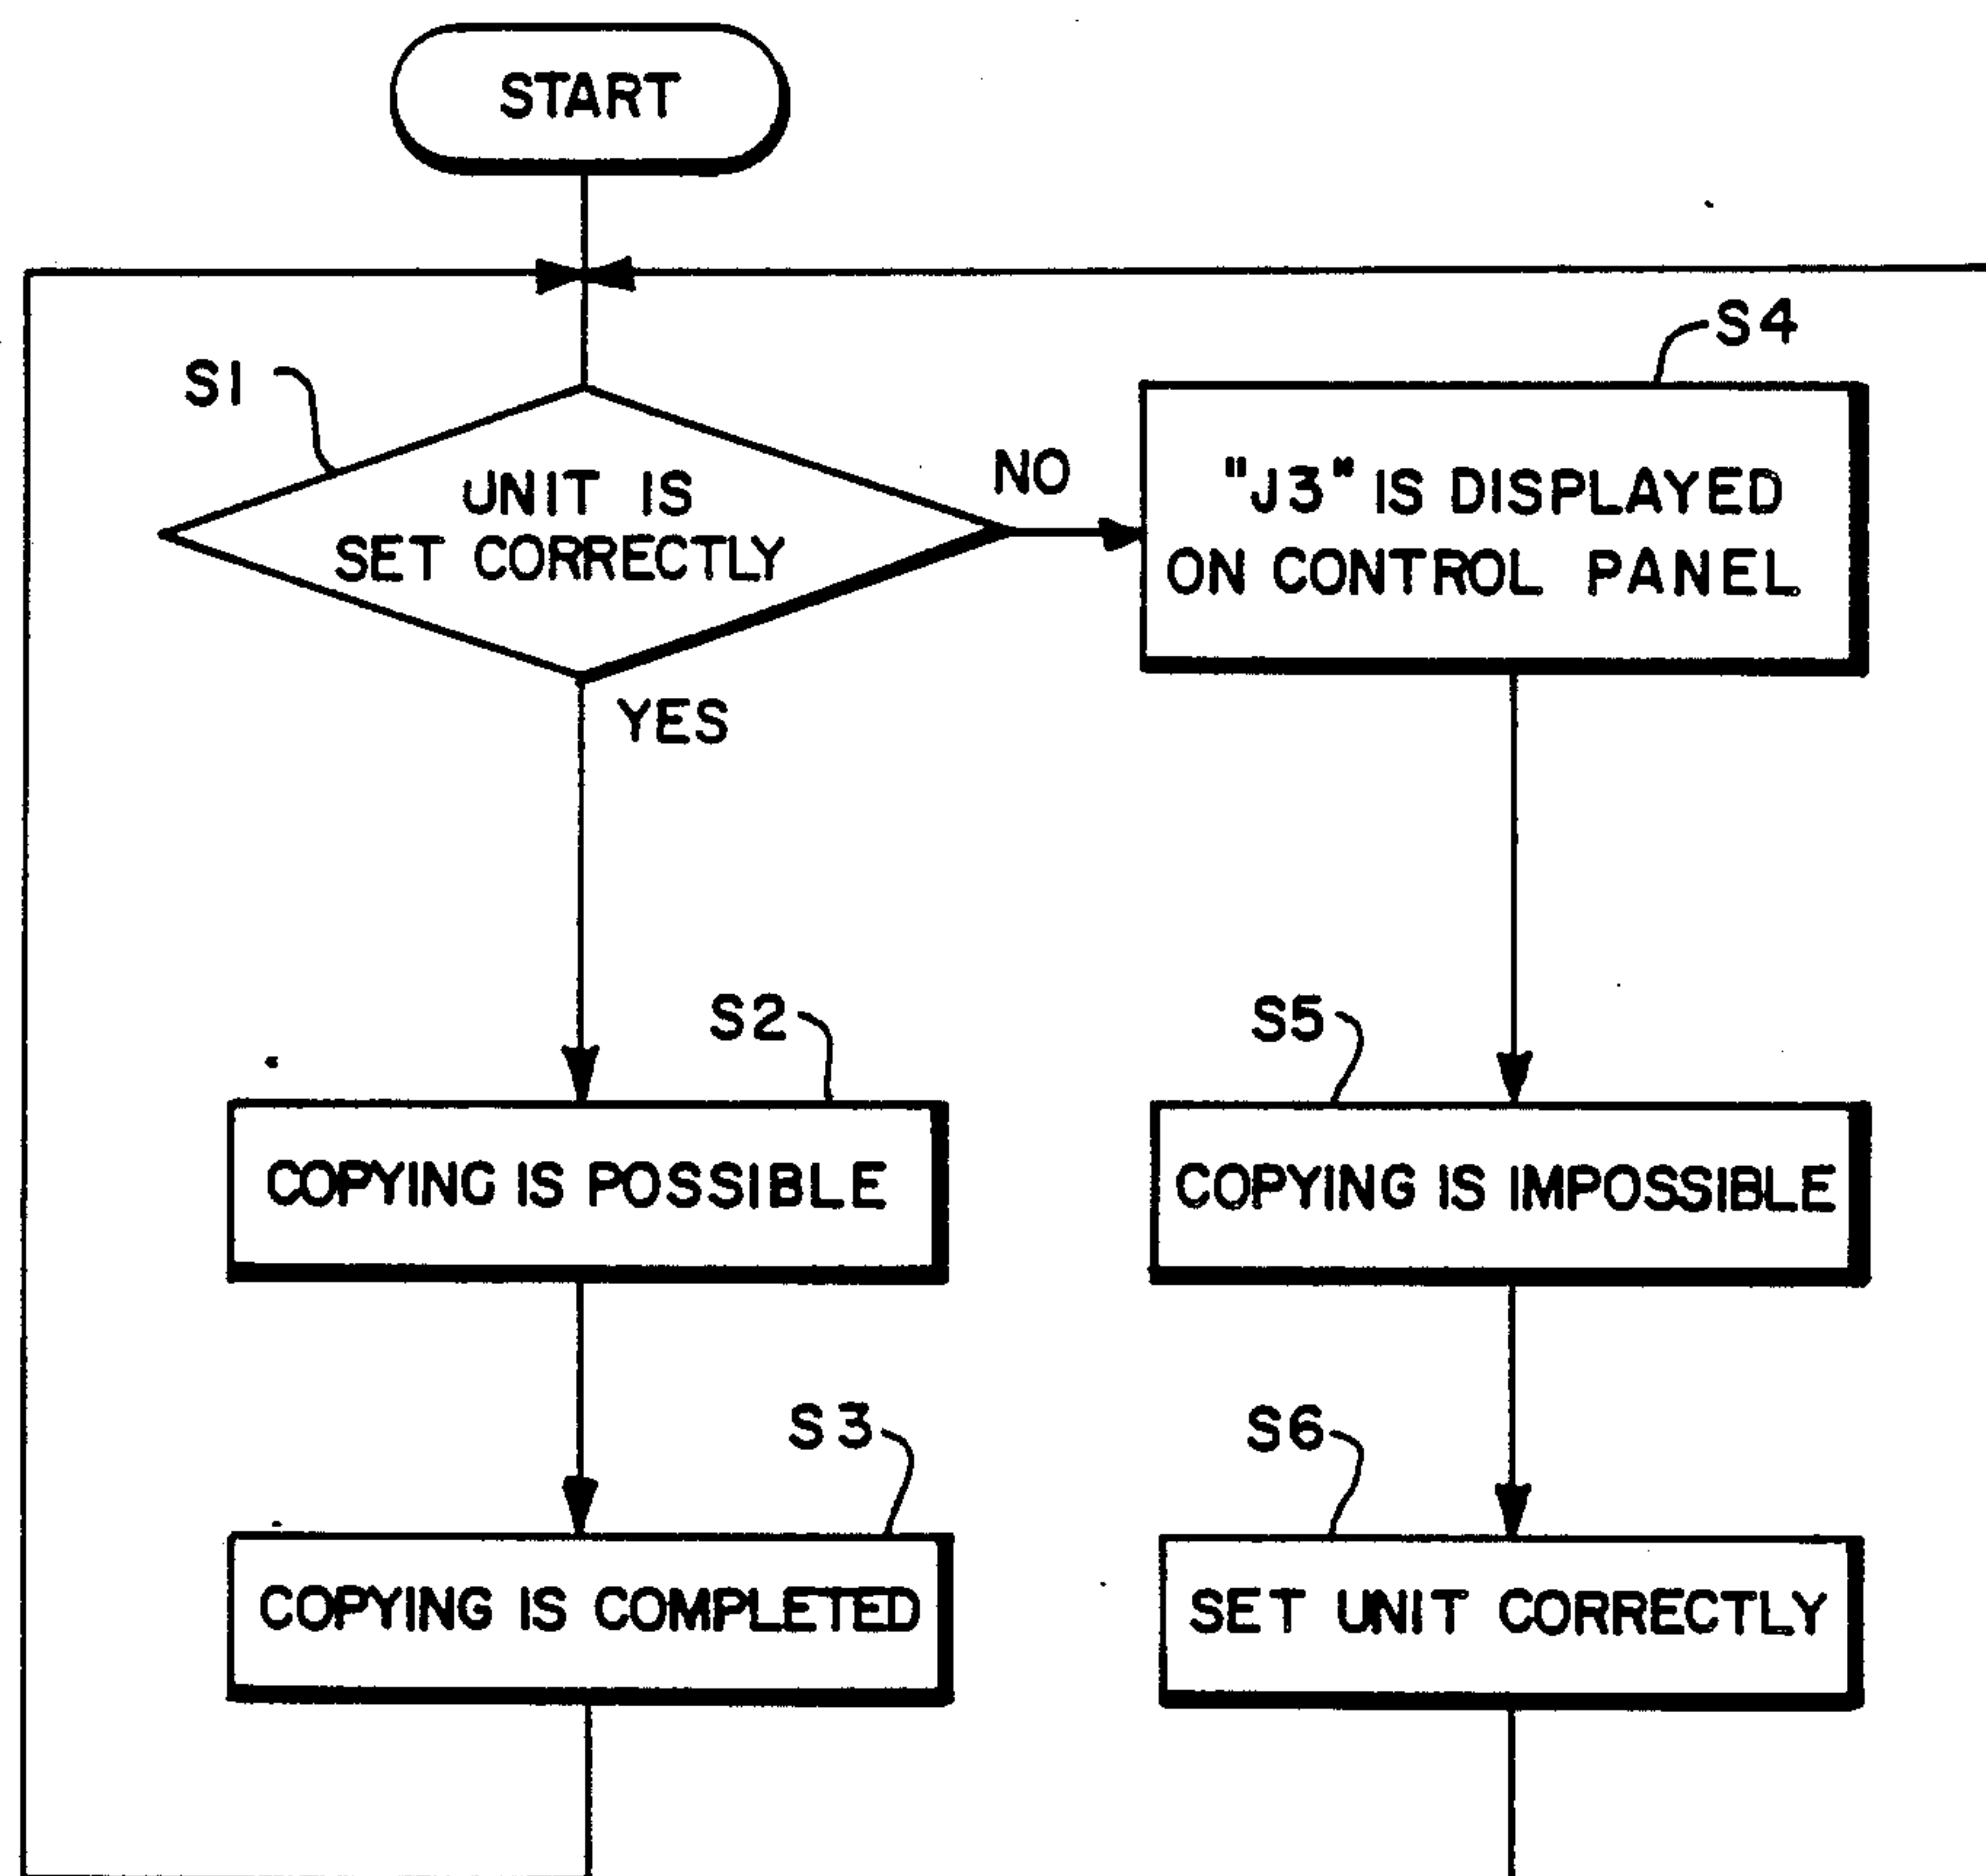 START
S1
UNIT IS
SET CORRECTLY
NO
YES
S4
"J3" IS DISPLAYED
ON CONTROL PANEL
S2
COPYING IS POSSIBLE
S5
COPYING IS IMPOSSIBLE
S3
COPYING IS COMPLETED
S6
SET UNIT CORRECTLY